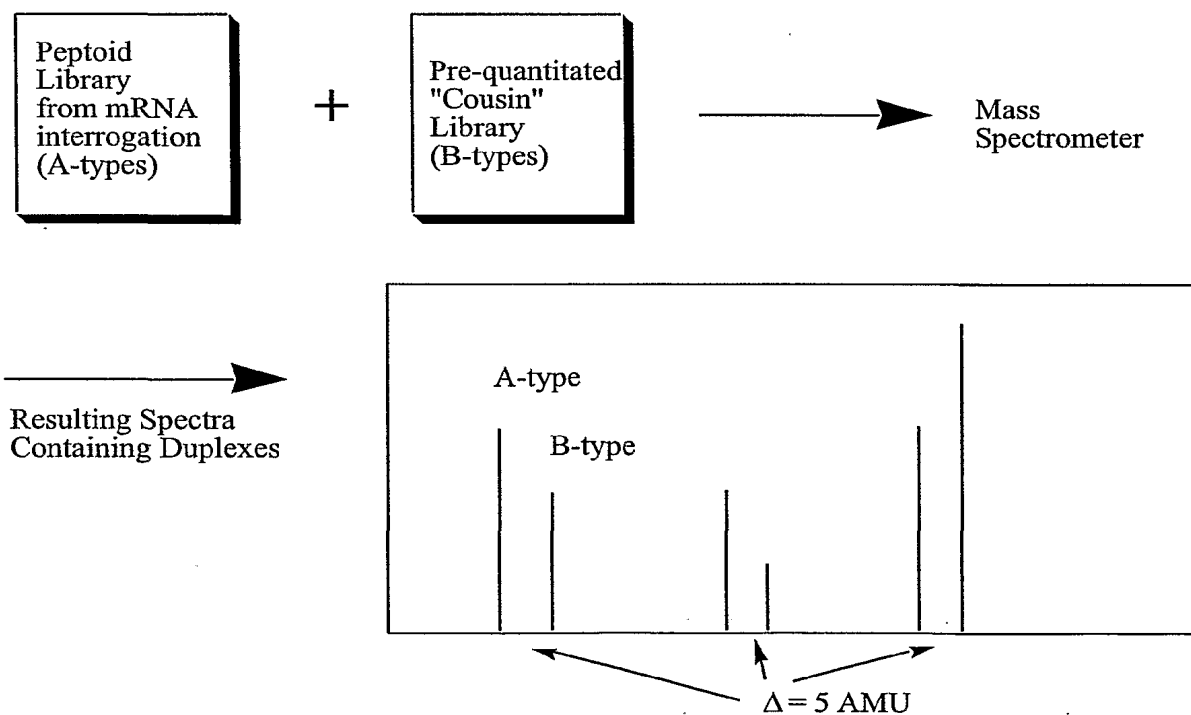 Peptoid
Library
from mRNA
interrogation
(A-types)
+
Pre-quantitated
"Cousin"
Library
(B-types)
Mass
Spectrometer
Resulting Spectra
Containing Duplexes
A-type
B-type
Δ = 5 AMU